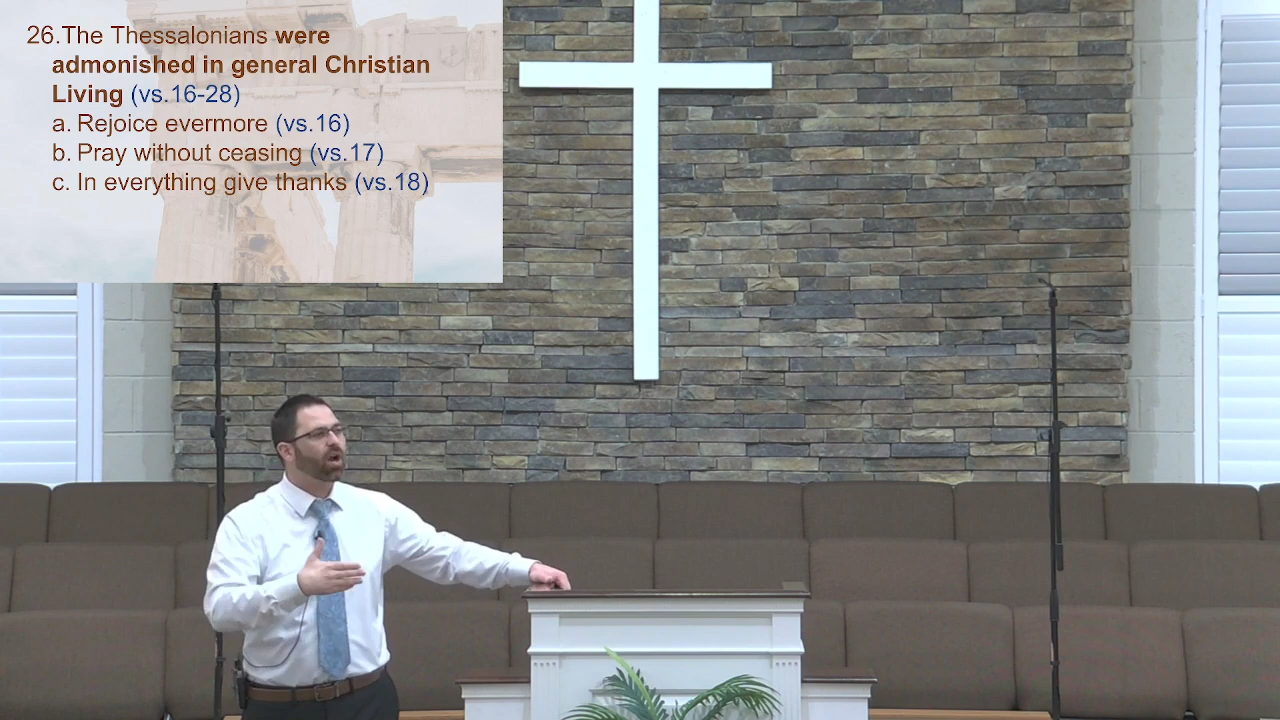 26.The Thessalonians were
admonished in general Christian
Living (vs.16-28)
a. Rejoice evermore (vs.16)
b. Pray without ceasing (vs.17)
c. In everything give thanks (vs.18)